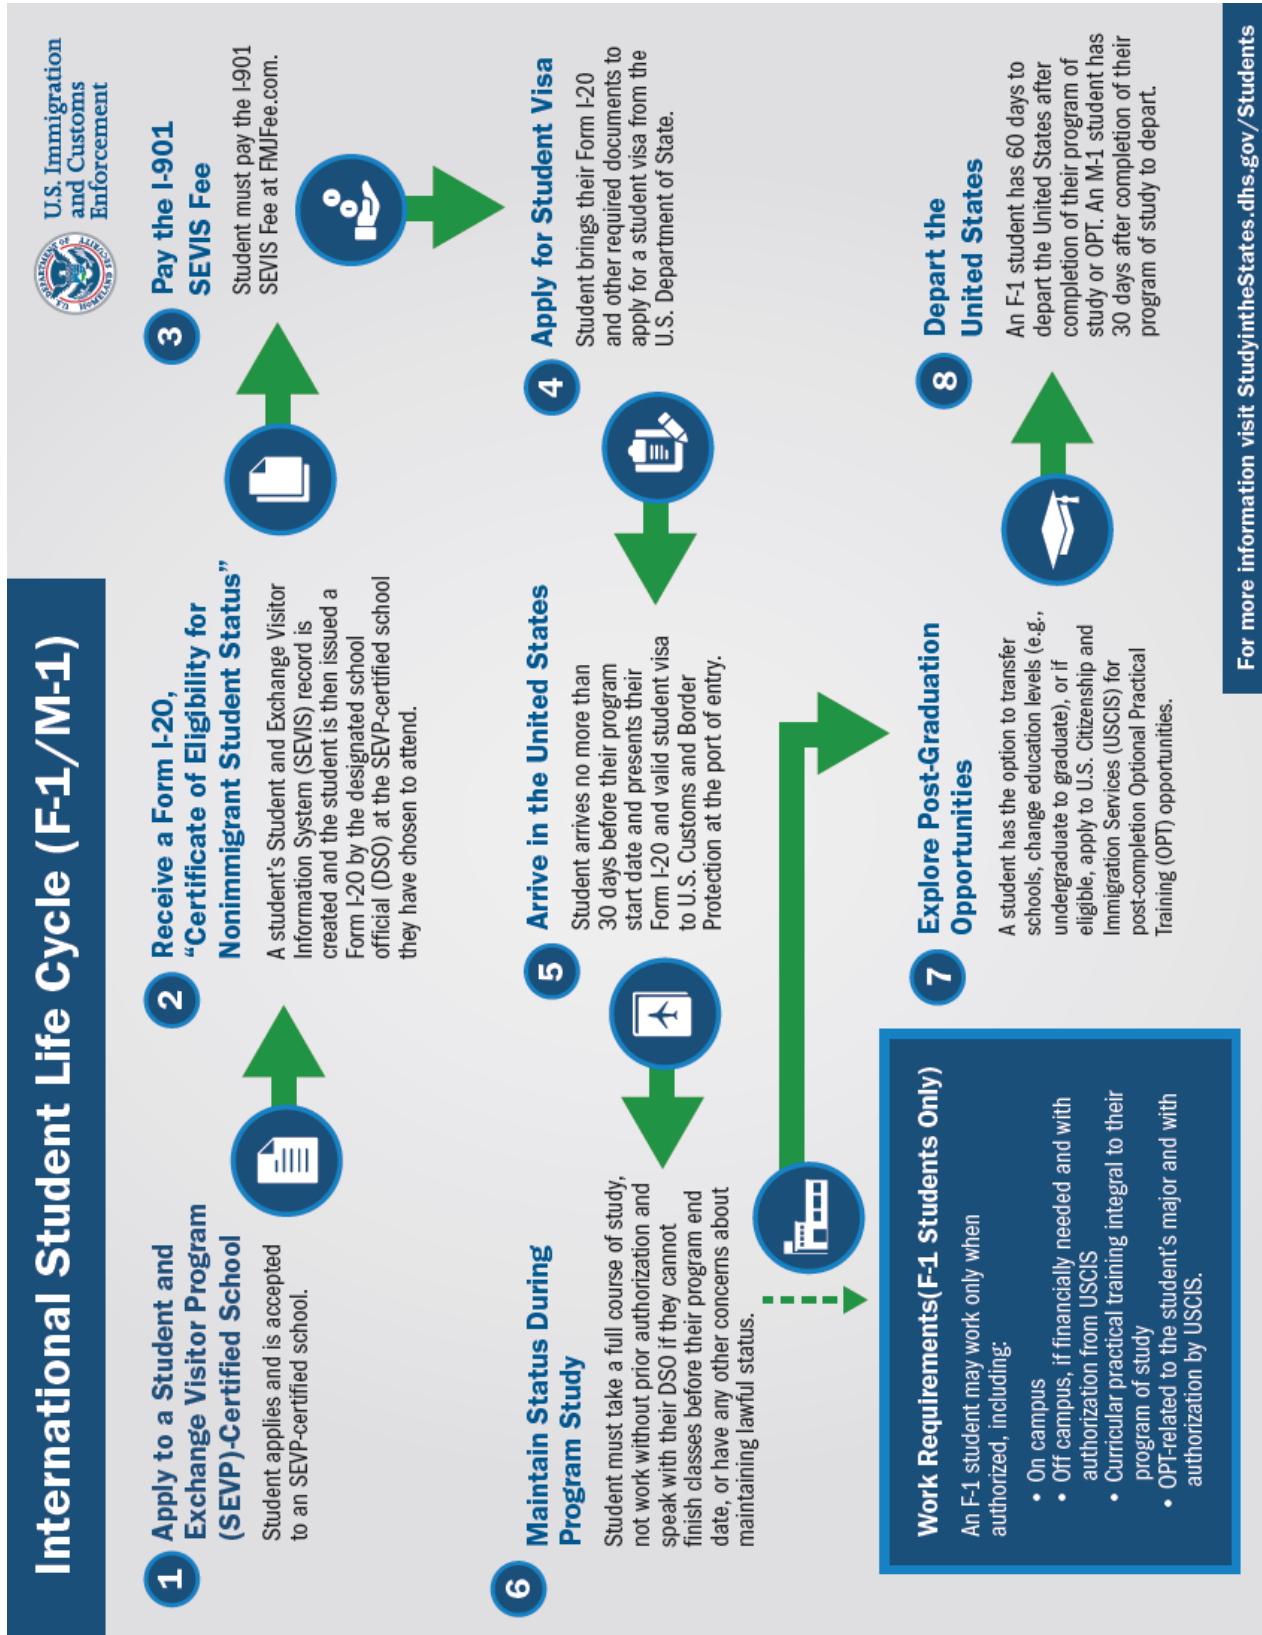 International Student Life Cycle (F-1/M-1)
U.S. Immigration
and Customs
Enforcement
U.S. DEPARTMENT OF HOMELAND SECURITY
1
Apply to a Student and
Exchange Visitor Program
(SEVP)-Certified School
Student applies and is accepted
to an SEVP-certified school.
2
Receive a Form I-20,
“Certificate of Eligibility for
Nonimmigrant Student Status”
A student’s Student and Exchange Visitor
Information System (SEVIS) record is
created and the student is then issued a
Form I-20 by the designated school
official (DSO) at the SEVP-certified school
they have chosen to attend.
3
Pay the I-901
SEVIS Fee
Student must pay the I-901
SEVIS Fee at FMJFee.com.
4
Apply for Student Visa
Student brings their Form I-20
and other required documents to
apply for a student visa from the
U.S. Department of State.
5
Arrive in the United States
Student arrives no more than
30 days before their program
start date and presents their
Form I-20 and valid student visa
to U.S. Customs and Border
Protection at the port of entry.
6
Maintain Status During
Program Study
Student must take a full course of study,
not work without prior authorization and
speak with their DSO if they cannot
finish classes before their program end
date, or have any other concerns about
maintaining lawful status.
Work Requirements(F-1 Students Only)
An F-1 student may work only when
authorized, including:
• On campus
• Off campus, if financially needed and with
authorization from USCIS
• Curricular practical training integral to their
program of study
• OPT-related to the student’s major and with
authorization by USCIS.
7
Explore Post-Graduation
Opportunities
A student has the option to transfer
schools, change education levels (e.g.,
undergraduate to graduate), or if
eligible, apply to U.S. Citizenship and
Immigration Services (USCIS) for
post-completion Optional Practical
Training (OPT) opportunities.
8
Depart the
United States
An F-1 student has 60 days to
depart the United States after
completion of their program of
study or OPT. An M-1 student has
30 days after completion of their
program of study to depart.
For more information visit StudyintheStates.dhs.gov/Students